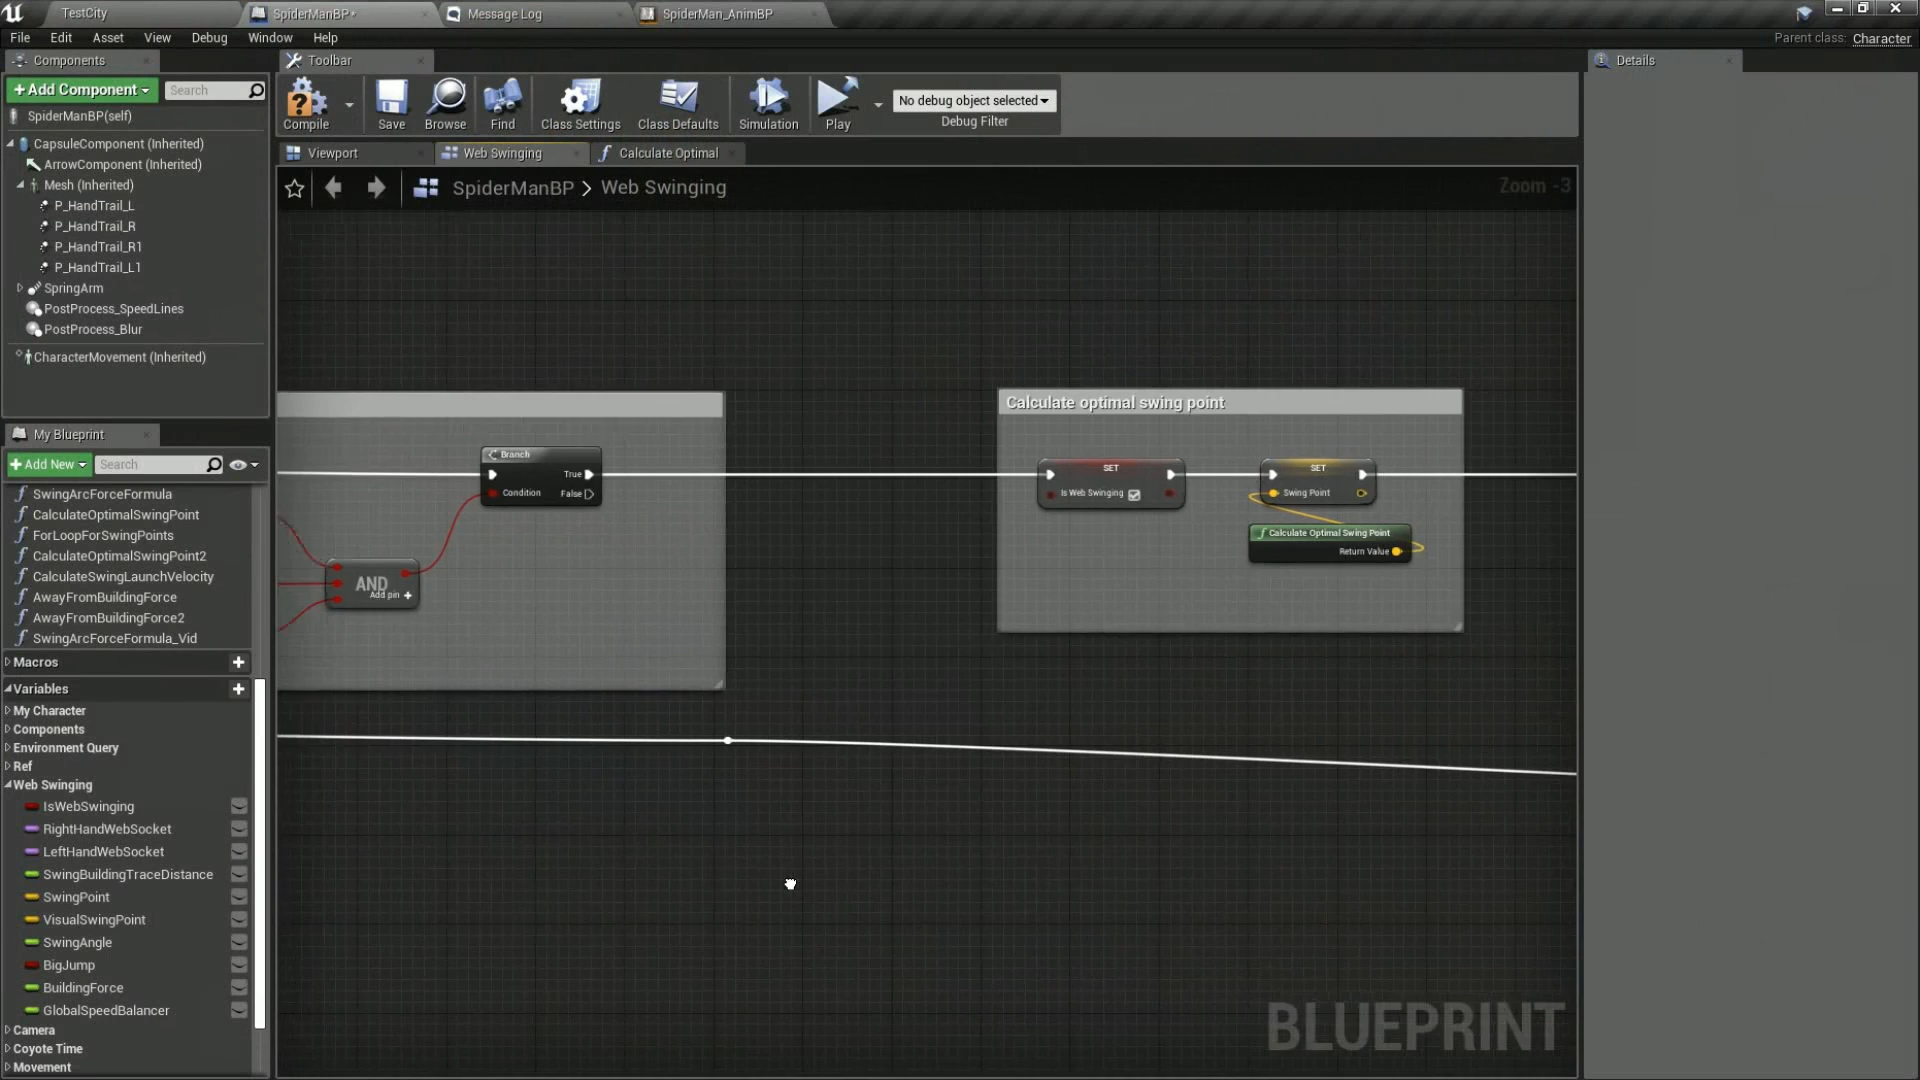 TestCity
SpiderManBP*
Message Log
SpiderMan_AnimBP
File
Edit
Asset
View
Debug
Window
Help
Parent class: Character
Components
Toolbar
Details
+Add Component
Search
SpiderManBP(self)
CapsuleComponent (Inherited)
ArrowComponent (Inherited)
Mesh (Inherited)
P_HandTrail_L
P_HandTrail_R
P_HandTrail_R1
P_HandTrail_L1
SpringArm
PostProcess_SpeedLines
PostProcess_Blur
CharacterMovement (Inherited)
Compile
Save
Browse
Find
Class Settings
Class Defaults
Simulation
Play
No debug object selected
Debug Filter
Viewport
Web Swinging
Calculate Optimal
SpiderManBP > Web Swinging
Zoom -3
My Blueprint
+Add New
Search
SwingArcForceFormula
CalculateOptimalSwingPoint
ForLoopForSwingPoints
CalculateOptimalSwingPoint2
CalculateSwingLaunchVelocity
AwayFromBuildingForce
AwayFromBuildingForce2
SwingArcForceFormula_Vid
Macros
Variables
My Character
Components
Environment Query
Ref
Web Swinging
IsWebSwinging
RightHandWebSocket
LeftHandWebSocket
SwingBuildingTraceDistance
SwingPoint
VisualSwingPoint
SwingAngle
BigJump
BuildingForce
GlobalSpeedBalancer
Camera
Coyote Time
Movement
Branch
True
Condition
False
AND
Add pin +
Calculate optimal swing point
SET
Is Web Swinging
SET
Swing Point
Calculate Optimal Swing Point
Return Value
BLUEPRINT